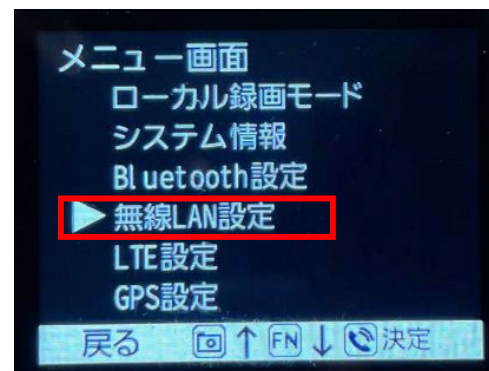 メニュー画面
ローカル録画モード
システム情報
Bluetooth設定
無線LAN設定
LTE設定
GPS設定
戻る ↑ FN ↓ 決定